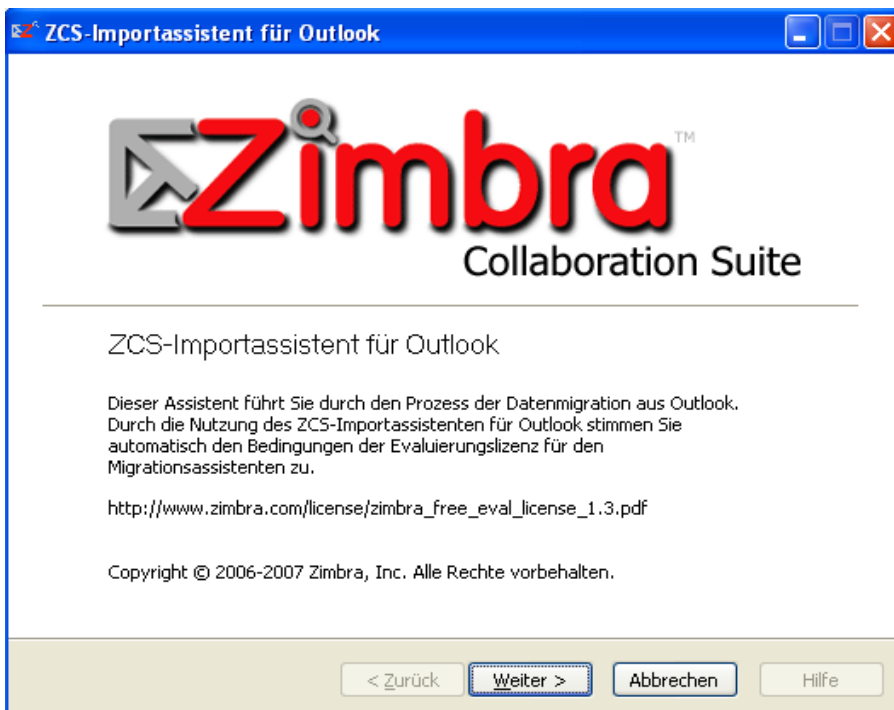 ZCS-Importassistent für Outlook
Zimbra™
Collaboration Suite
ZCS-Importassistent für Outlook
Dieser Assistent führt Sie durch den Prozess der Datenmigration aus Outlook.
Durch die Nutzung des ZCS-Importassistenten für Outlook stimmen Sie
automatisch den Bedingungen der Evaluierungslizenz für den
Migrationsassistenten zu.
http://www.zimbra.com/license/zimbra_free_eval_license_1.3.pdf
Copyright © 2006-2007 Zimbra, Inc. Alle Rechte vorbehalten.
< Zurück Weiter > Abbrechen Hilfe